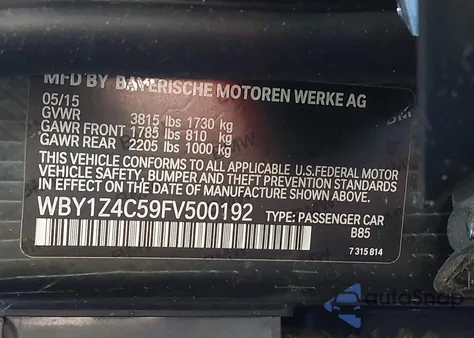 MFD BY BAYERISCHE MOTOREN WERKE AG
05/15
GVWR 3815 lbs 1730 kg
GAWR FRONT 1785 lbs 810 kg
GAWR REAR 2205 lbs 1000 kg
THIS VEHICLE CONFORMS TO ALL APPLICABLE U.S.FEDERAL MOTOR
VEHICLE SAFETY, BUMPER AND THEFT PREVENTION STANDARDS
IN EFFECT ON THE DATE OF MANUFACTURE SHOWN ABOVE.
WBY1Z4C59FV500192 TYPE: PASSENGER CAR
B85
7 315 814
autoSnap